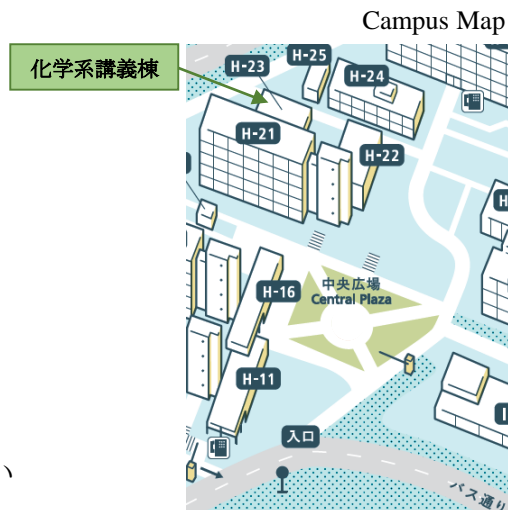 Campus Map
化学系講義棟
H-25
H-23
H-24
H-21
H-22
H-16
中央広場
Central Plaza
H-11
入口
い
バス通り